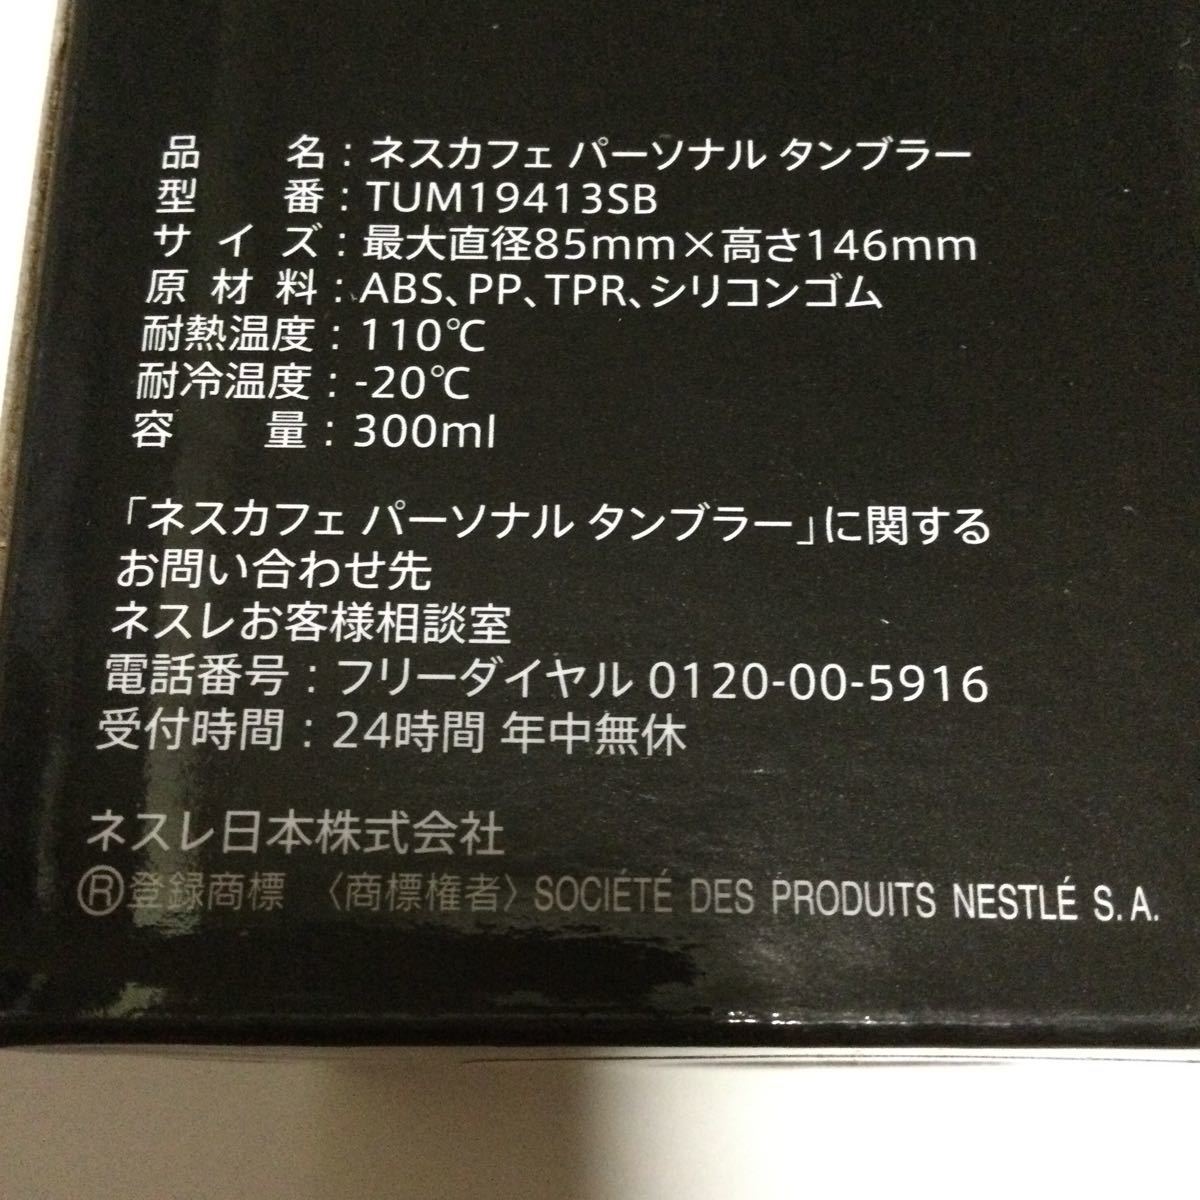 品名：ネスカフェ パーソナル タンブラー
型番：TUM19413SB
サイズ：最大直径85mm×高さ146mm
原材料：ABS、PP、TPR、シリコンゴム
耐熱温度：110℃
耐冷温度：-20℃
容量：300ml
「ネスカフェ パーソナル タンブラー」に関する
お問い合わせ先
ネスレお客様相談室
電話番号：フリーダイヤル 0120-00-5916
受付時間：24時間 年中無休
ネスレ日本株式会社
®登録商標 〈商標権者〉SOCIÉTÉ DES PRODUITS NESTLÉ S.A.